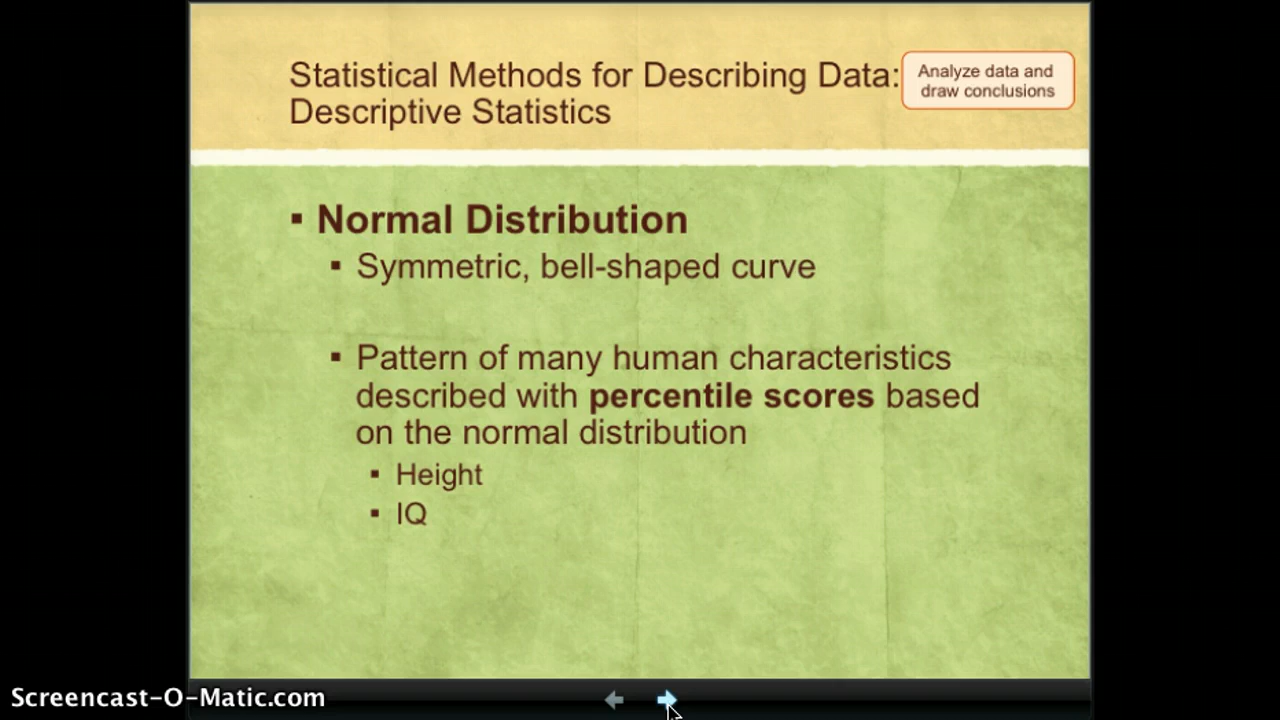 Statistical Methods for Describing Data:
Descriptive Statistics
Analyze data and
draw conclusions
▪ Normal Distribution
▪ Symmetric, bell-shaped curve
▪ Pattern of many human characteristics
described with percentile scores based
on the normal distribution
▪ Height
▪ IQ
Screencast-O-Matic.com